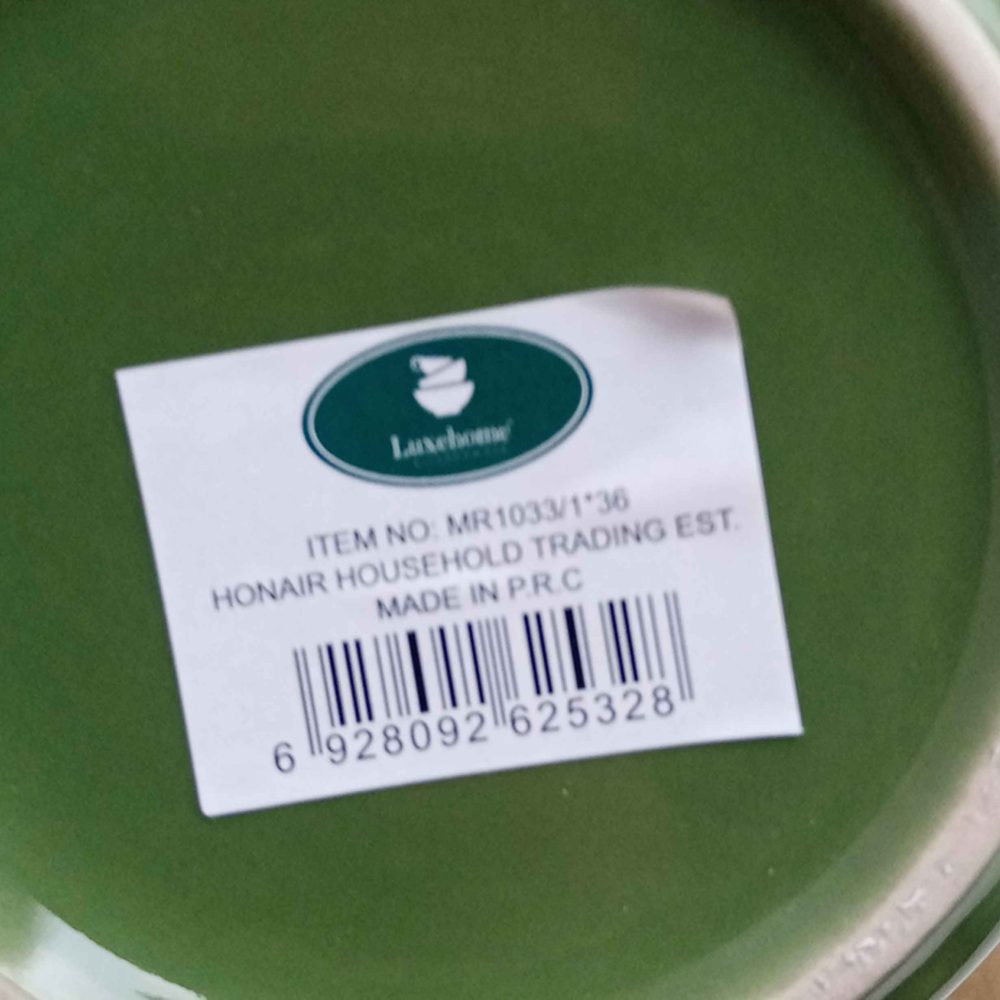 Luxehome
ITEM NO: MR1033/1*36
HONAIR HOUSEHOLD TRADING EST.
MADE IN P.R.C
6 928092 625328